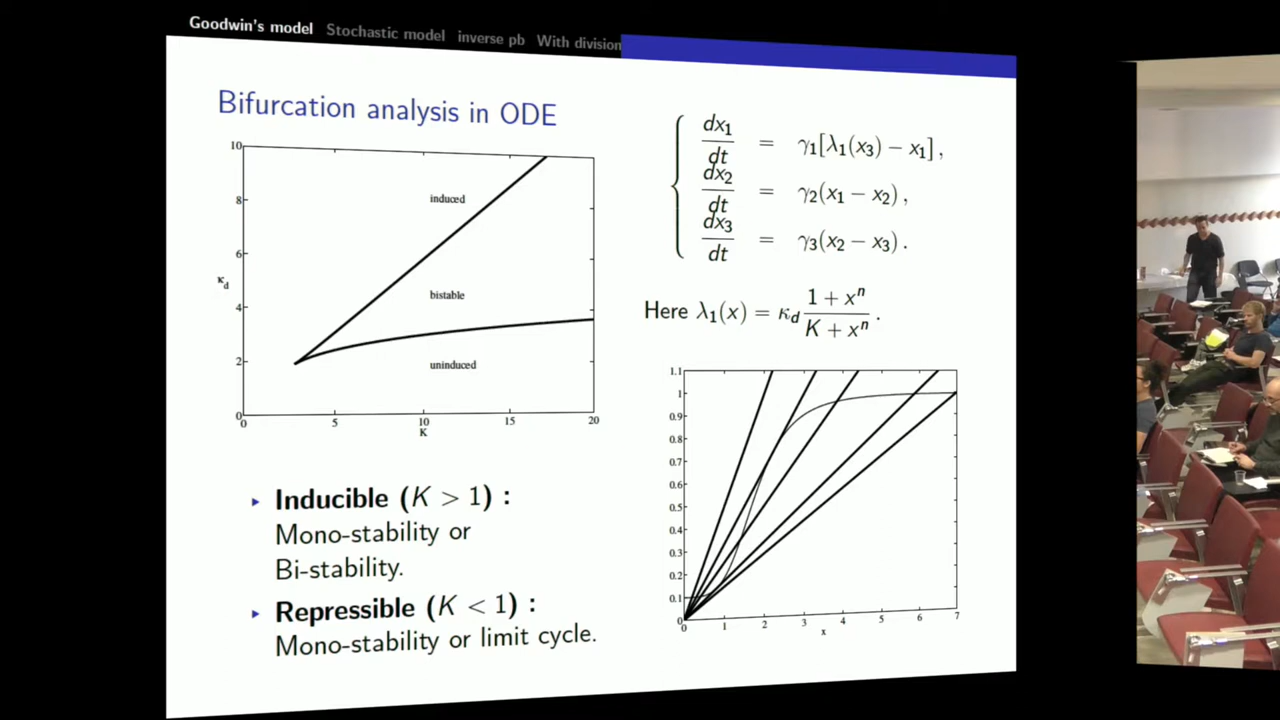 Goodwin's model Stochastic model inverse pb With division
Bifurcation analysis in ODE
10
8
6
4
2
0
κd
induced
bistable
uninduced
0 5 10 15 20
K
dx1/dt = γ1[λ1(x3) − x1] ,
dx2/dt = γ2(x1 − x2) ,
dx3/dt = γ3(x2 − x3) .
Here λ1(x) = κd (1 + xⁿ)/(K + xⁿ) .
1.1
1
0.9
0.8
0.7
0.6
0.5
0.4
0.3
0.2
0.1
0
0 1 2 3 4 5 6 7
x
▸ Inducible (K > 1) :
Mono-stability or
Bi-stability.
▸ Repressible (K < 1) :
Mono-stability or limit cycle.